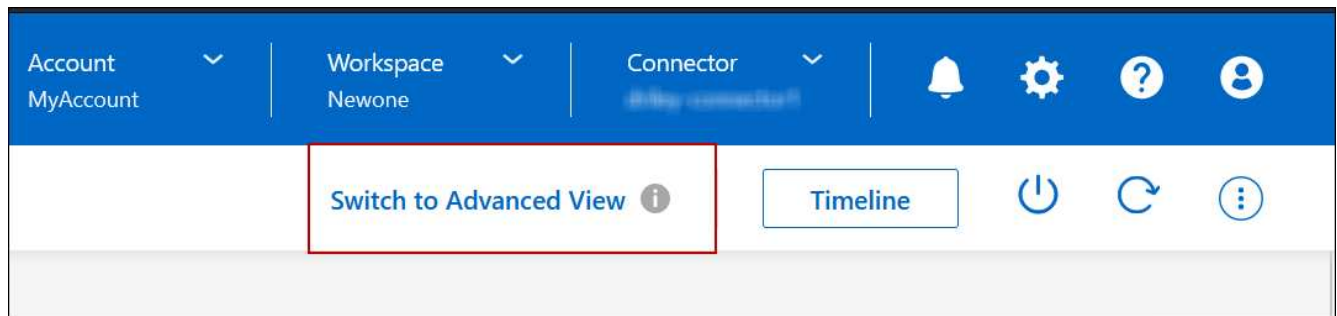 Account
MyAccount
Workspace
Newone
Connector
Switch to Advanced View
Timeline